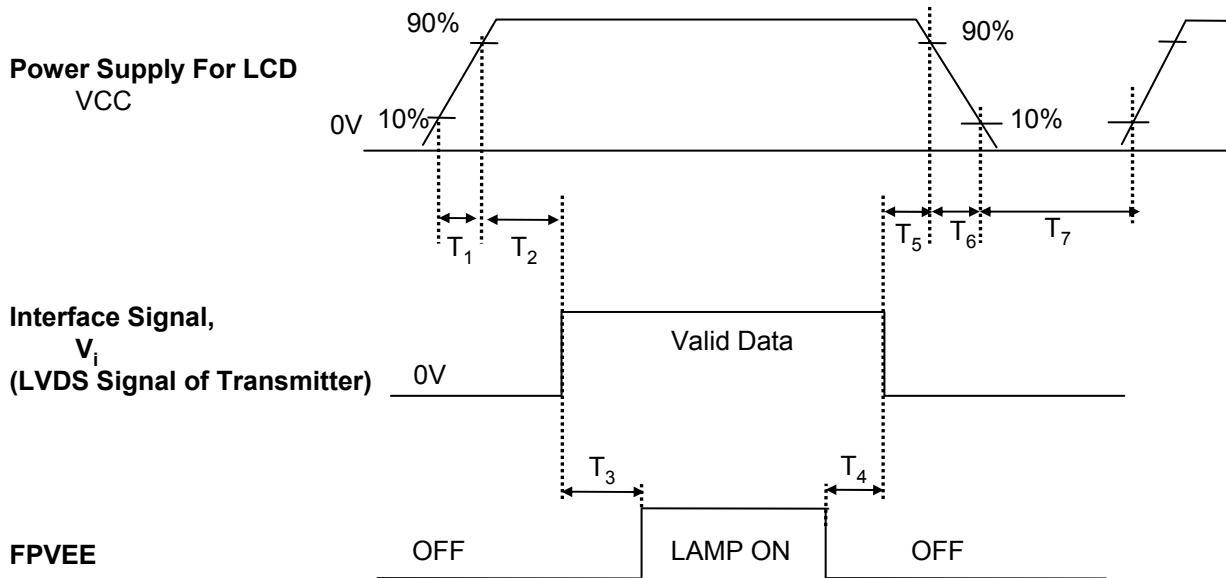 90%
90%
Power Supply For LCD
VCC
0V
10%
10%
T1
T2
T5
T6
T7
Interface Signal,
Vi
(LVDS Signal of Transmitter)
0V
Valid Data
T3
T4
FPVEE
OFF
LAMP ON
OFF